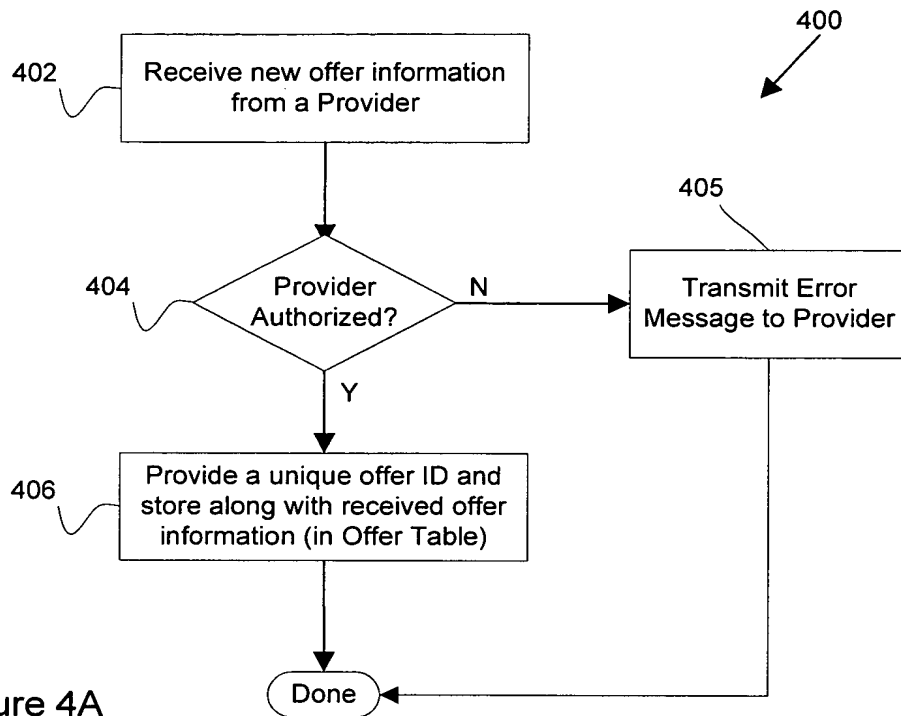 400
402
Receive new offer information
from a Provider
405
404
Provider
Authorized?
N
Transmit Error
Message to Provider
Y
406
Provide a unique offer ID and
store along with received offer
information (in Offer Table)
Done
ure 4A